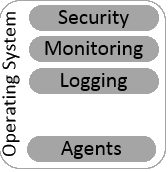 Operating System
Security
Monitoring
Logging
Agents